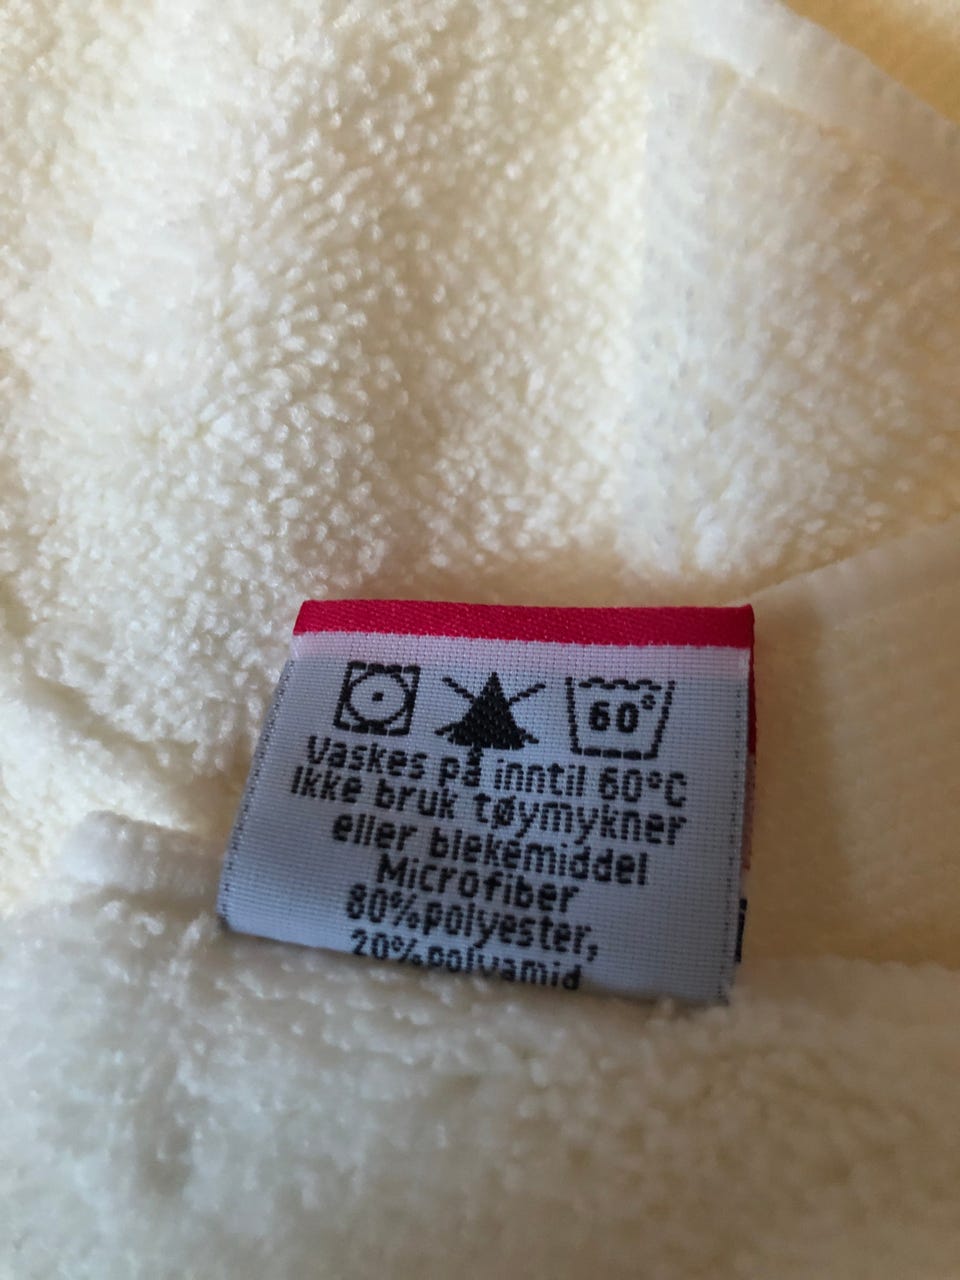 60°
Vaskes på inntil 60°C
Ikke bruk tøymykner
eller blekemiddel
Microfiber
80%polyester,
20%polyamid